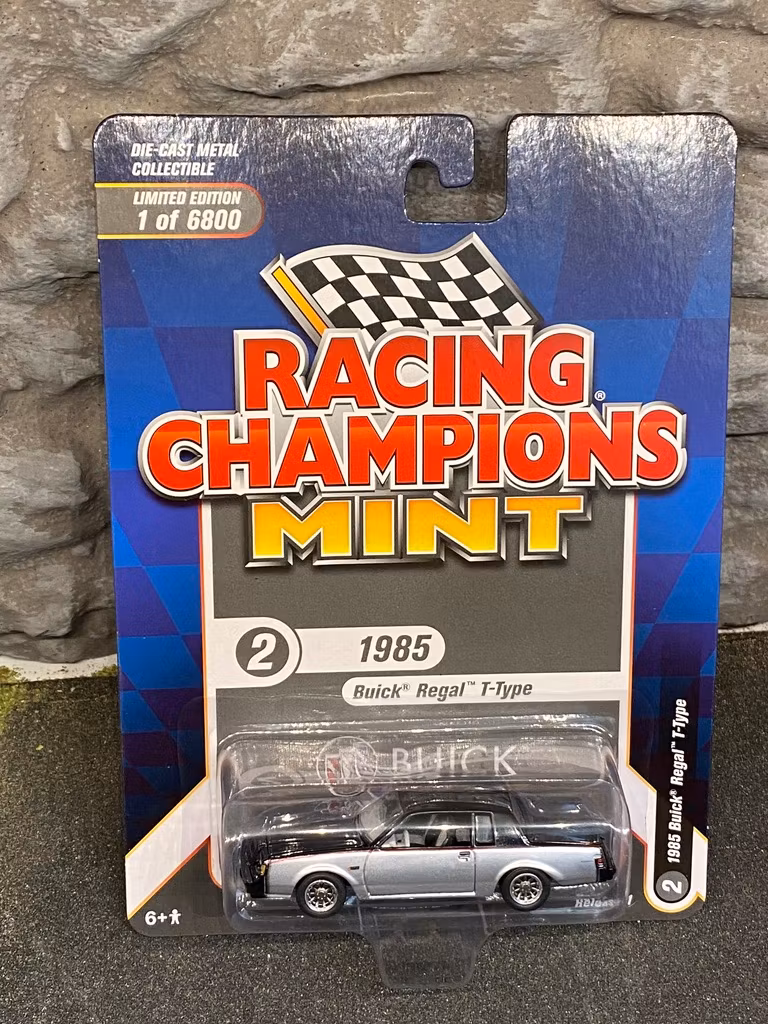 DIE-CAST METAL
COLLECTIBLE
LIMITED EDITION
1 of 6800
RACING
CHAMPIONS®
MINT
2 1985
Buick® Regal™ T-Type
BUICK
2 1985 Buick® Regal™ T-Type
6+